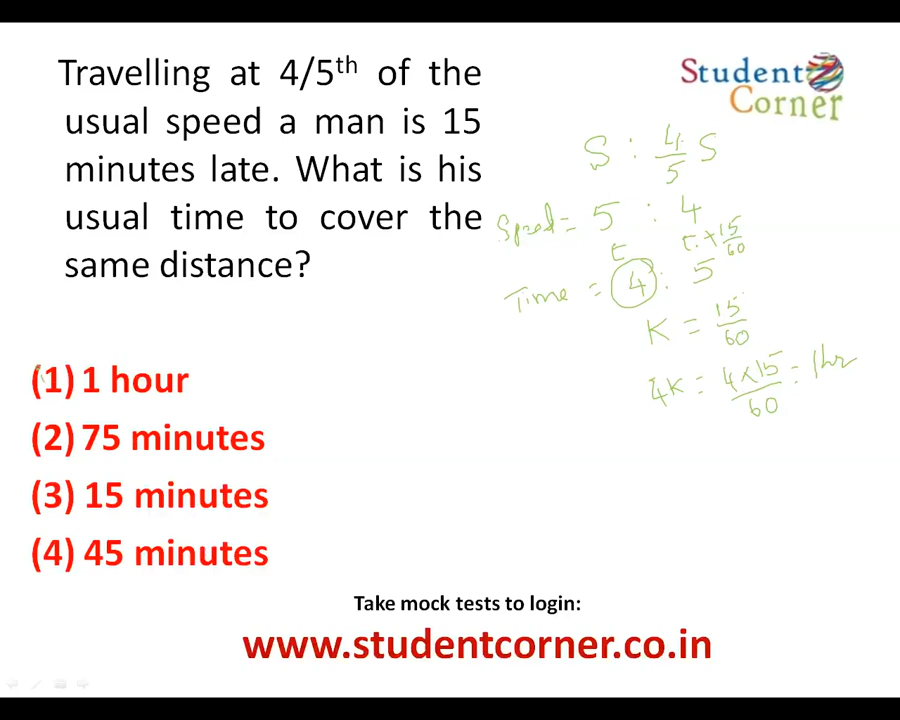 Travelling at 4/5th of the
usual speed a man is 15
minutes late. What is his
usual time to cover the
same distance?
(1) 1 hour
(2) 75 minutes
(3) 15 minutes
(4) 45 minutes
Student
Corner
S : 4/5 S
Speed = 5 : 4
t t + 15/60
Time = 4 : 5
K = 15/60
4K = 4 × 15/60 = 1hr
Take mock tests to login:
www.studentcorner.co.in